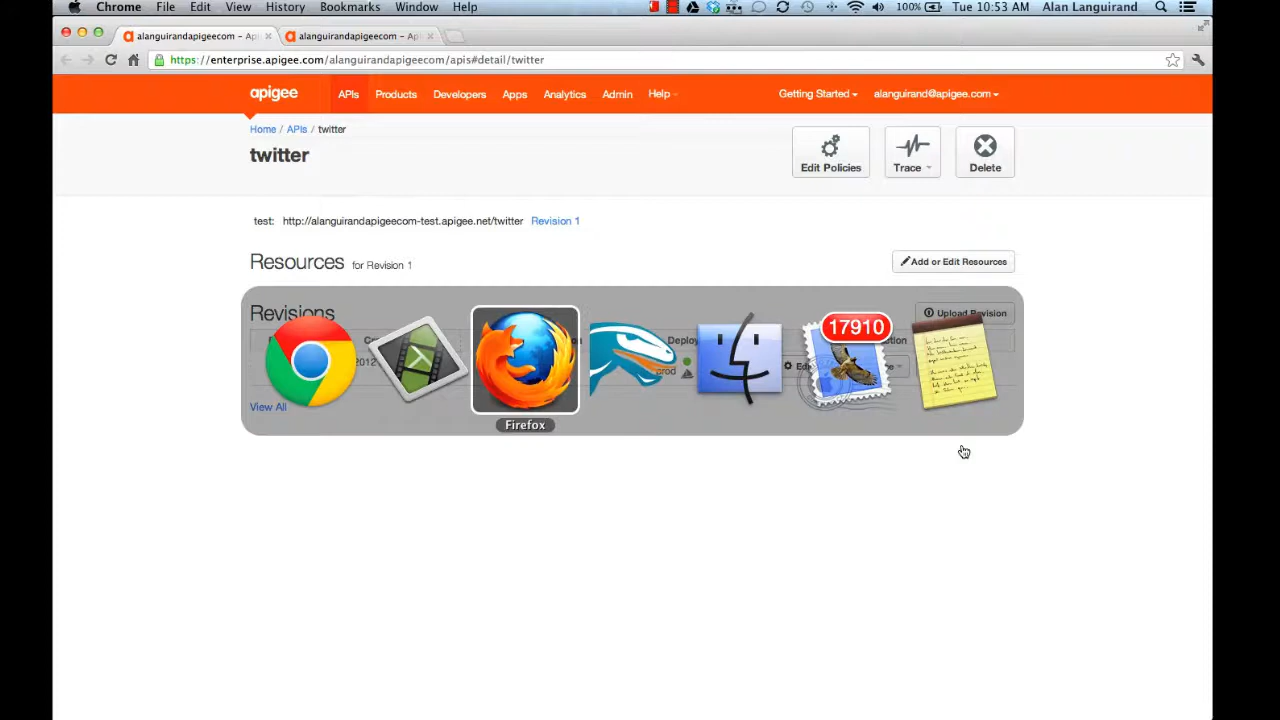 Chrome File Edit View History Bookmarks Window Help 100% Tue 10:53 AM Alan Languirand
alanguirandapigeecom – Api alanguirandapigeecom – Api
https://enterprise.apigee.com/alanguirandapigeecom/apis#detail/twitter
apigee APIs Products Developers Apps Analytics Admin Help Getting Started alanguirand@apigee.com
Home / APIs / twitter
twitter
Edit Policies Trace Delete
test: http://alanguirandapigeecom-test.apigee.net/twitter Revision 1
Resources for Revision 1 Add or Edit Resources
Revisions Upload Revision
17910
2012 prod
View All
Firefox